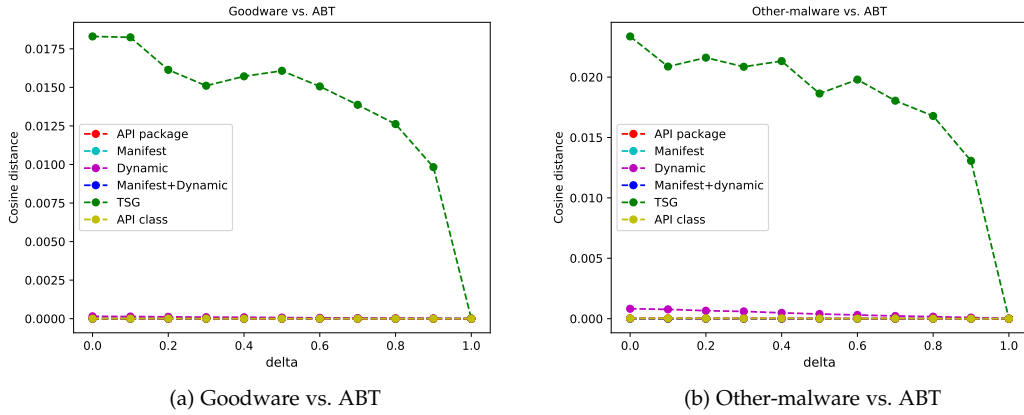 Goodware vs. ABT
Cosine distance
0.0175
0.0150
0.0125
0.0100
0.0075
0.0050
0.0025
0.0000
API package
Manifest
Dynamic
Manifest+Dynamic
TSG
API class
0.0 0.2 0.4 0.6 0.8 1.0
delta
(a) Goodware vs. ABT
Other-malware vs. ABT
Cosine distance
0.020
0.015
0.010
0.005
0.000
API package
Manifest
Dynamic
Manifest+dynamic
TSG
API class
0.0 0.2 0.4 0.6 0.8 1.0
delta
(b) Other-malware vs. ABT